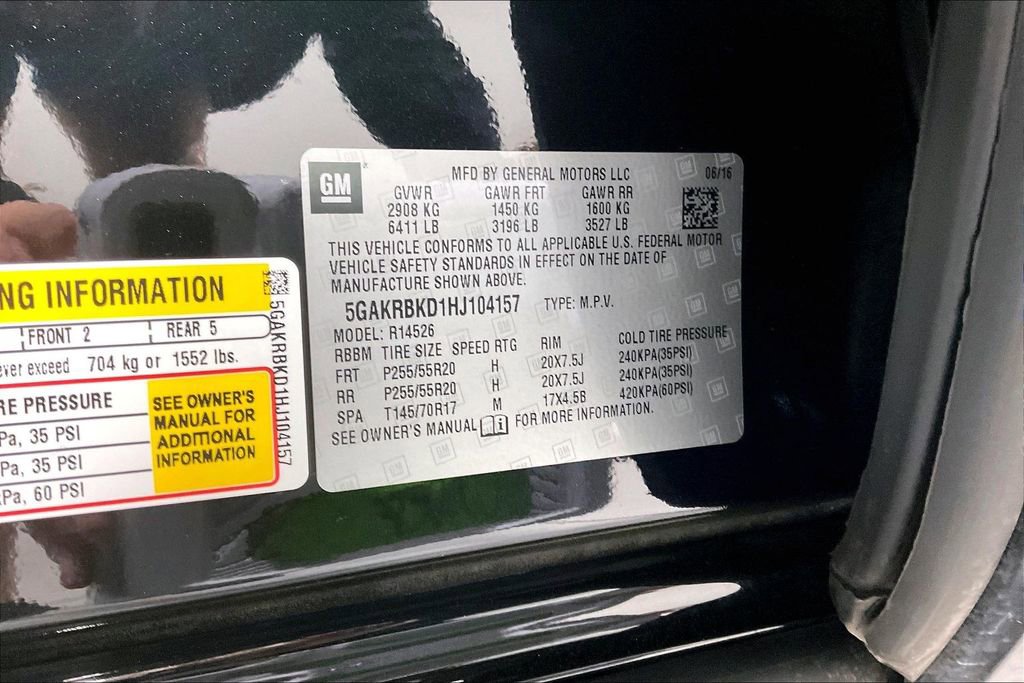 NG INFORMATION
FRONT 2 REAR 5
ever exceed 704 kg or 1552 lbs.
RE PRESSURE
Pa, 35 PSI
Pa, 35 PSI
kPa, 60 PSI
SEE OWNER'S
MANUAL FOR
ADDITIONAL
INFORMATION
5GAKRBKD1HJ104157
GM
MFD BY GENERAL MOTORS LLC 06/16
GVWR GAWR FRT GAWR RR
2908 KG 1450 KG 1600 KG
6411 LB 3196 LB 3527 LB
THIS VEHICLE CONFORMS TO ALL APPLICABLE U.S. FEDERAL MOTOR
VEHICLE SAFETY STANDARDS IN EFFECT ON THE DATE OF
MANUFACTURE SHOWN ABOVE.
5GAKRBKD1HJ104157 TYPE: M.P.V.
MODEL: R14526
RBBM TIRE SIZE SPEED RTG RIM COLD TIRE PRESSURE
FRT P255/55R20 H 20X7.5J 240KPA(35PSI)
RR P255/55R20 H 20X7.5J 240KPA(35PSI)
SPA T145/70R17 M 17X4.5B 420KPA(60PSI)
SEE OWNER'S MANUAL FOR MORE INFORMATION.